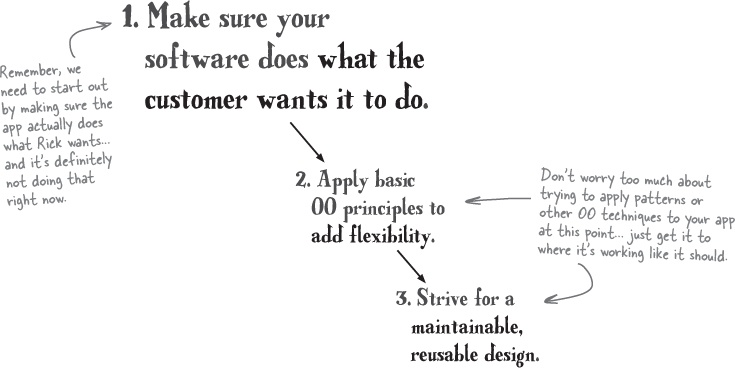 1. Make sure your
software does what the
customer wants it to do.
Remember, we
need to start out
by making sure the
app actually does
what Rick wants...
and it's definitely
not doing that
right now.
2. Apply basic
OO principles to
add flexibility.
Don't worry too much about
trying to apply patterns or
other OO techniques to your app
at this point... just get it to
where it's working like it should.
3. Strive for a
maintainable,
reusable design.